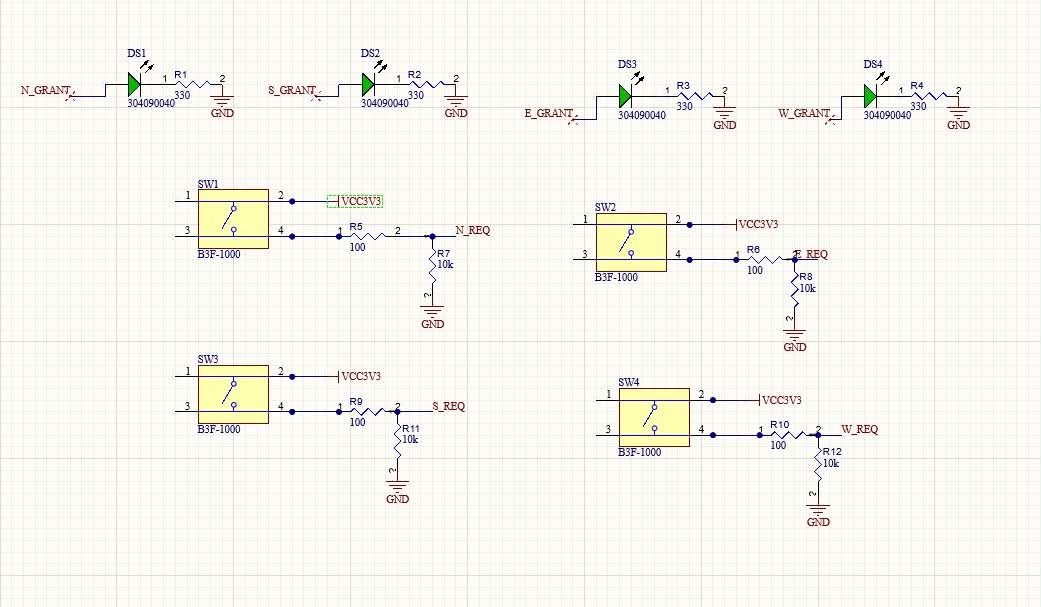 DS1
DS2
DS3
DS4
N_GRANT
1
R1
2
304090040
330
GND
S_GRANT
1
R2
2
304090040
330
GND
E_GRANT
1
R3
2
304090040
330
GND
W_GRANT
1
R4
2
304090040
330
GND
SW1
1
2
VCC3V3
3
4
1
R5
2
N_REQ
100
B3F-1000
R7
10k
2
GND
SW2
1
2
VCC3V3
3
4
1
R6
2
E_REQ
100
B3F-1000
R8
10k
2
GND
SW3
1
2
VCC3V3
3
4
1
R9
2
S_REQ
100
B3F-1000
R11
10k
2
GND
SW4
1
2
VCC3V3
3
4
1
R10
2
W_REQ
100
B3F-1000
R12
10k
2
GND